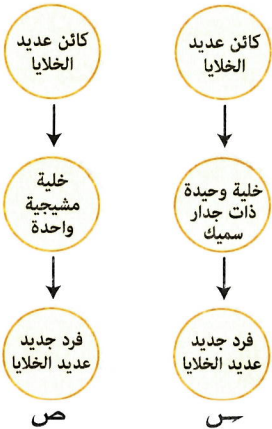 كائن عديد
الخلايا
خلية وحيدة
ذات جدار
سميك
فرد جديد
عديد الخلايا
س
كائن عديد
الخلايا
خلية
مشيجية
واحدة
فرد جديد
عديد الخلايا
ص